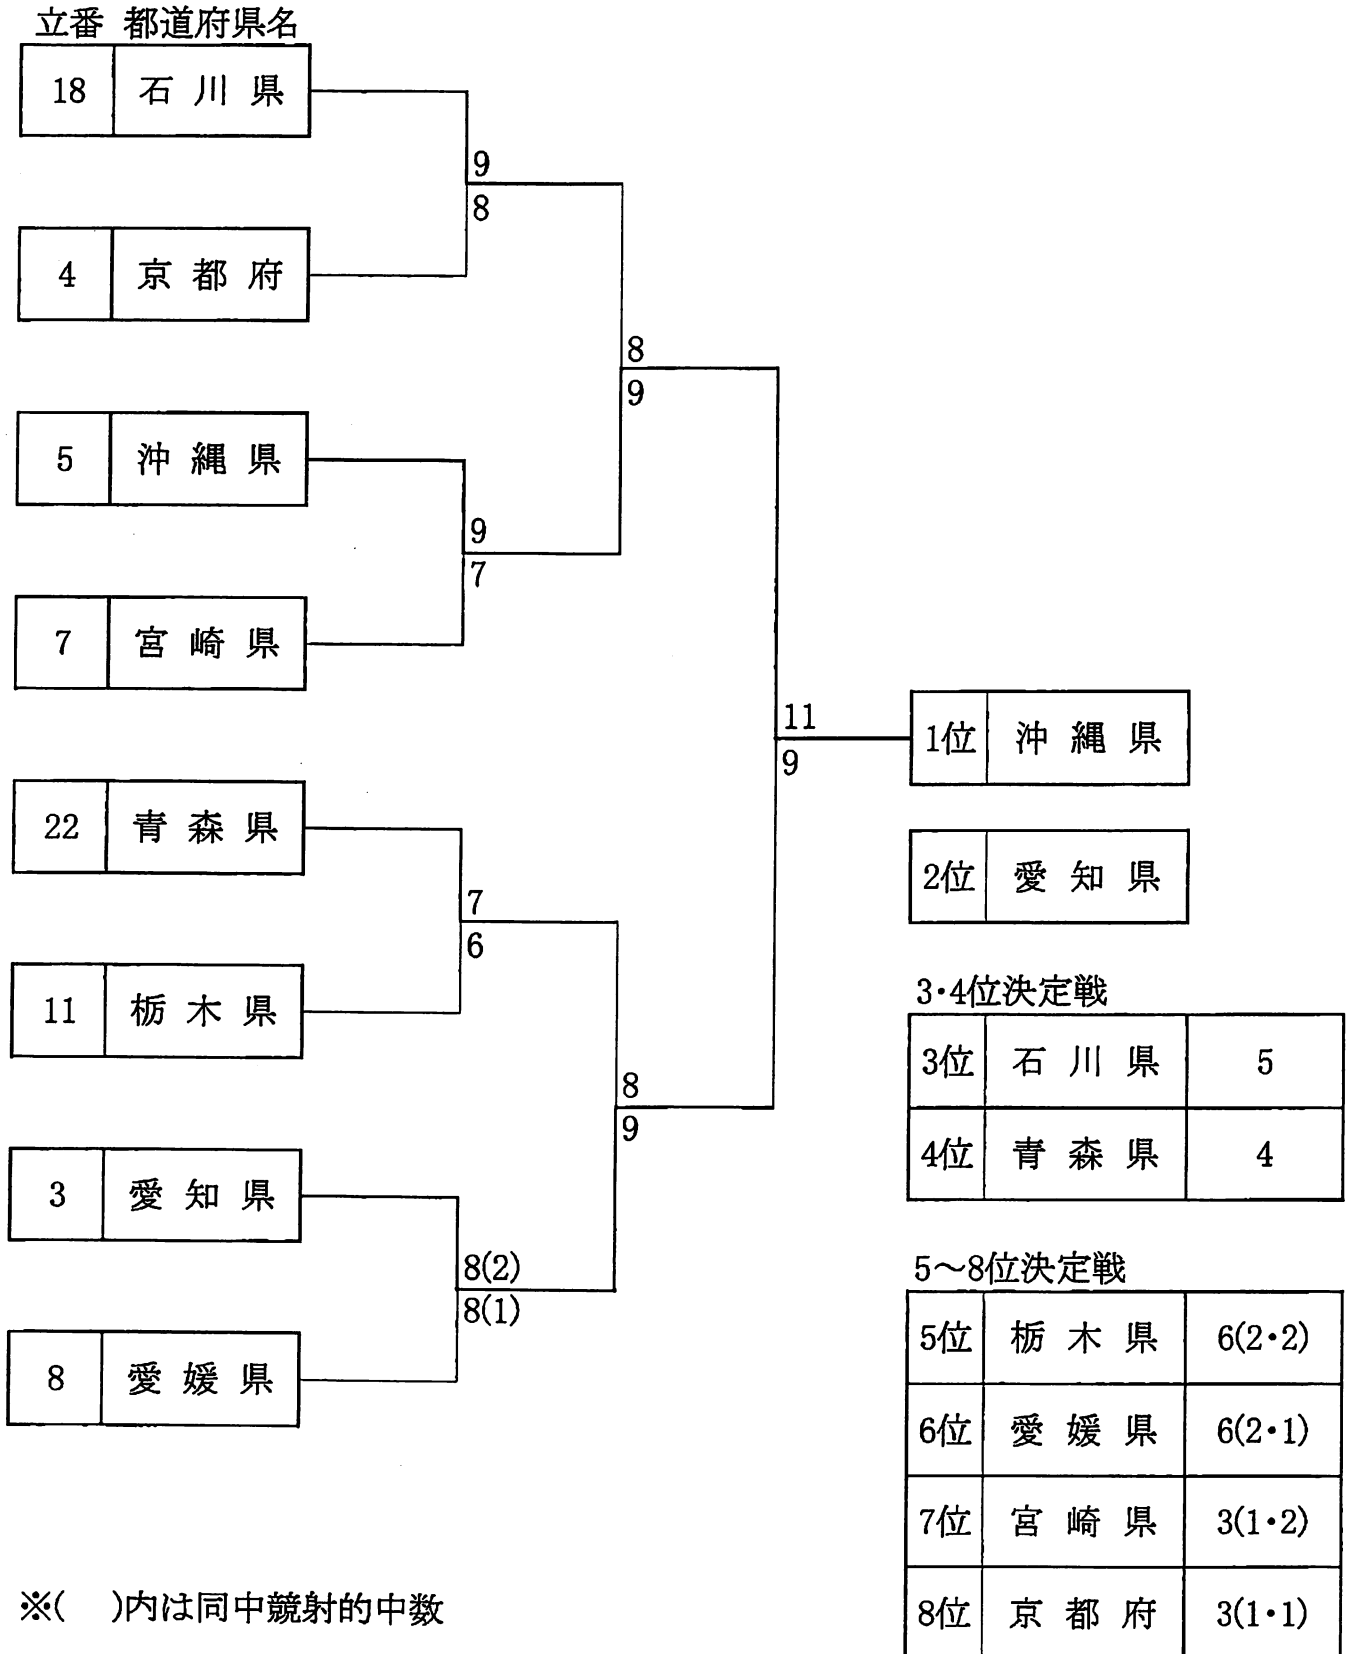 立番 都道府県名
18 石川県
9
8
4 京都府
8
9
5 沖縄県
9
7
7 宮崎県
11
9
1位 沖縄県
22 青森県
2位 愛知県
7
6
11 栃木県
3・4位決定戦
3位 石川県 5
8
9
4位 青森県 4
3 愛知県
8(2)
8(1)
5～8位決定戦
5位 栃木県 6(2・2)
8 愛媛県
6位 愛媛県 6(2・1)
7位 宮崎県 3(1・2)
8位 京都府 3(1・1)
※(　)内は同中競射的中数